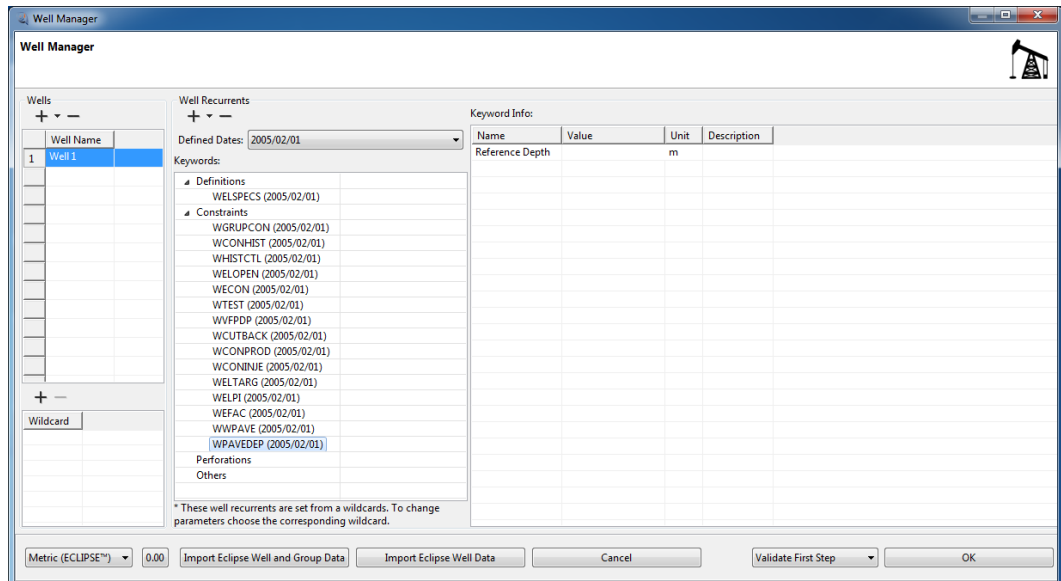 Well Manager
Well Manager
Wells
Well Name
1 Well 1
Wildcard
Well Recurrents
Defined Dates: 2005/02/01
Keywords:
Definitions
WELSPECS (2005/02/01)
Constraints
WGRUPCON (2005/02/01)
WCONHIST (2005/02/01)
WHISTCTL (2005/02/01)
WELOPEN (2005/02/01)
WECON (2005/02/01)
WTEST (2005/02/01)
WVFPDP (2005/02/01)
WCUTBACK (2005/02/01)
WCONPROD (2005/02/01)
WCONINJE (2005/02/01)
WELTARG (2005/02/01)
WELPI (2005/02/01)
WEFAC (2005/02/01)
WWPAVE (2005/02/01)
WPAVEDEP (2005/02/01)
Perforations
Others
* These well recurrents are set from a wildcards. To change
parameters choose the corresponding wildcard.
Keyword Info:
Name Value Unit Description
Reference Depth m
Metric (ECLIPSE™) 0.00 Import Eclipse Well and Group Data Import Eclipse Well Data Cancel Validate First Step OK